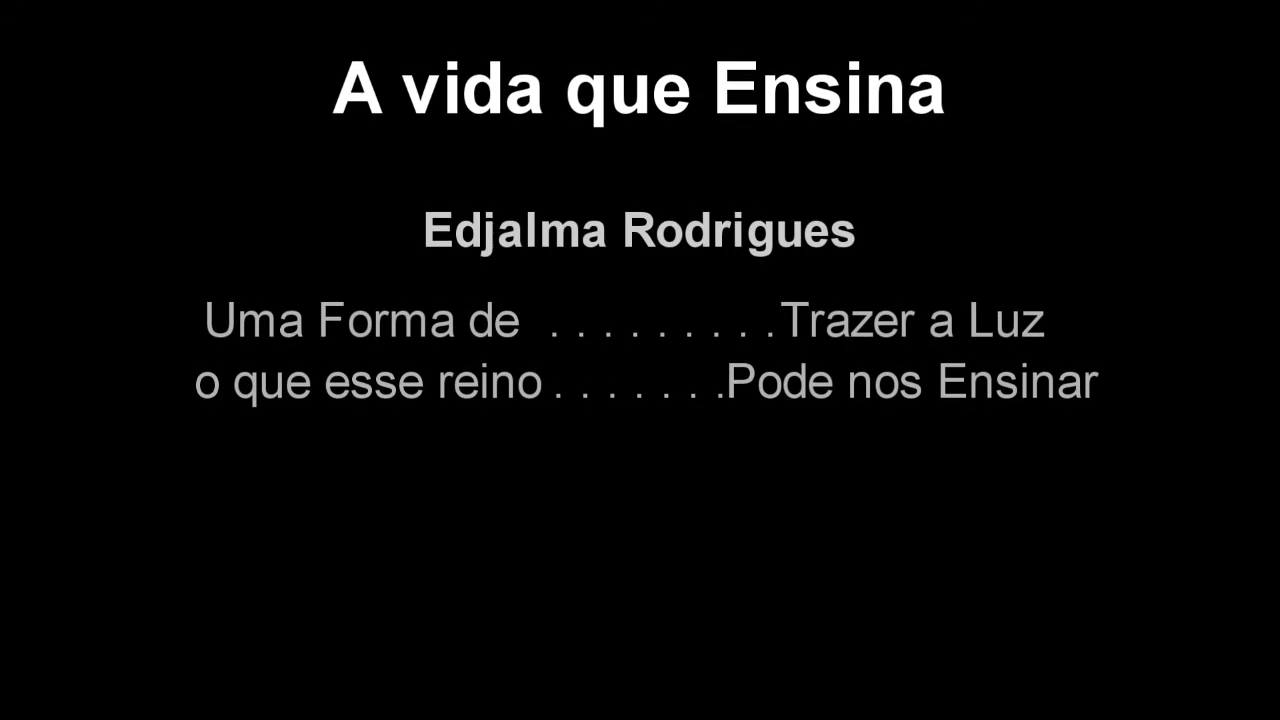 A vida que Ensina
Edjalma Rodrigues
Uma Forma de . . . . . . . . .Trazer a Luz
o que esse reino . . . . . . .Pode nos Ensinar